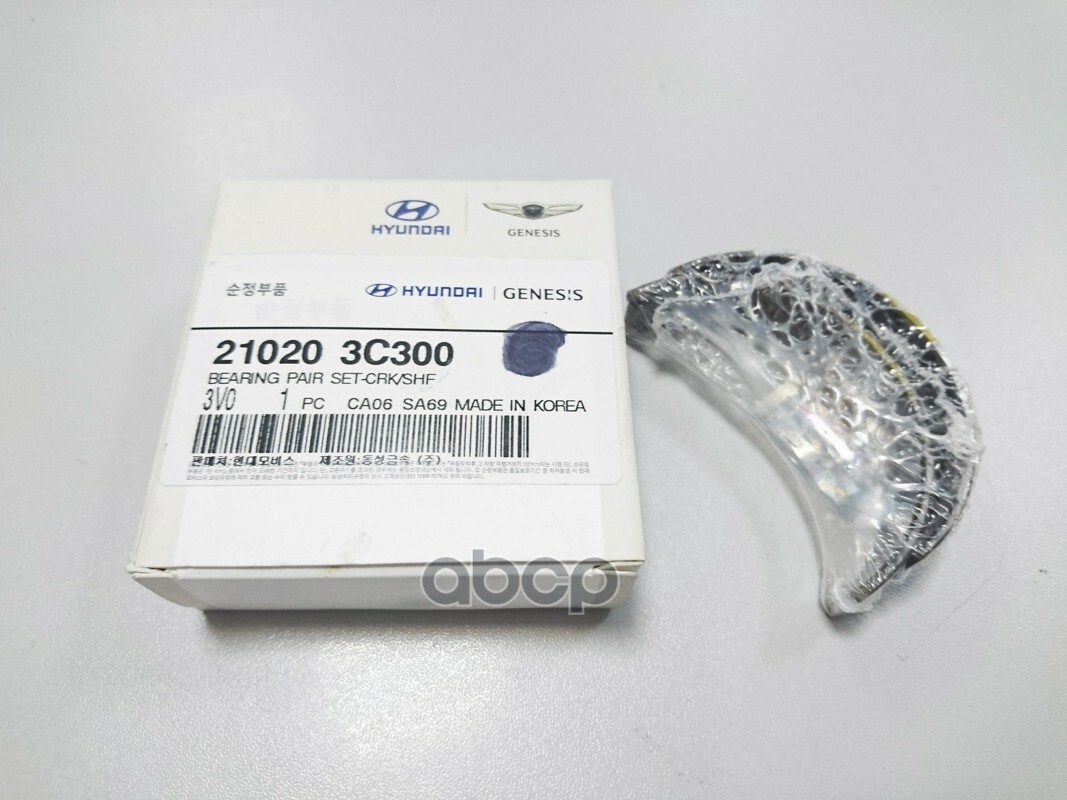 HYUNDAI GENESIS
순정부품 HYUNDAI GENESIS
21020 3C300
BEARING PAIR SET-CRK/SHF
3V0 1 PC CA06 SA69 MADE IN KOREA
판매처:현대모비스 제조원:동성금속(주)
abcp